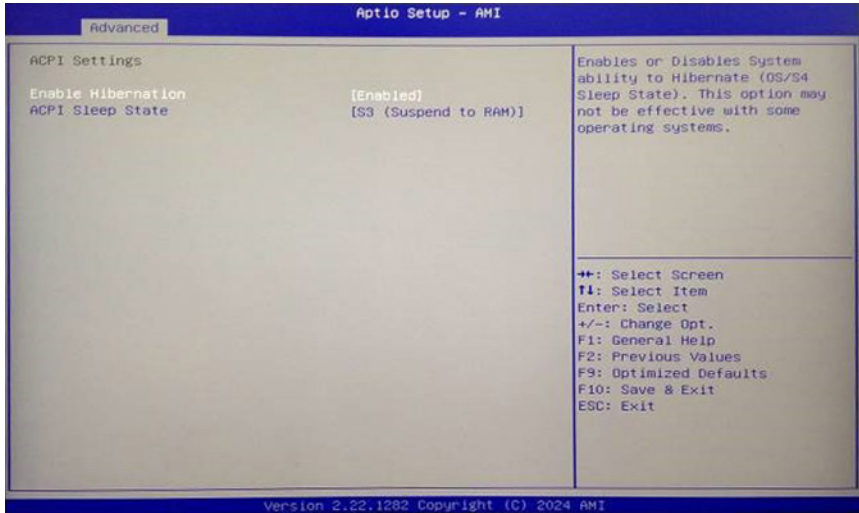 Aptio Setup - AMI
Advanced
ACPI Settings
Enable Hibernation [Enabled]
ACPI Sleep State [S3 (Suspend to RAM)]
Enables or Disables System
ability to Hibernate (OS/S4
Sleep State). This option may
not be effective with some
operating systems.
→←: Select Screen
↑↓: Select Item
Enter: Select
+/-: Change Opt.
F1: General Help
F2: Previous Values
F9: Optimized Defaults
F10: Save & Exit
ESC: Exit
Version 2.22.1282 Copyright (C) 2024 AMI